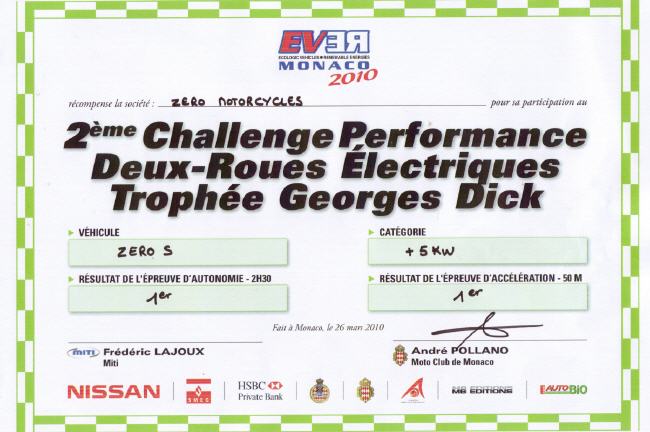 EVER
ECOLOGIC VEHICLES • RENEWABLE ENERGIES
MONACO
2010
récompense la société : ZERO MOTORCYCLES pour sa participation au
2ème Challenge Performance
Deux-Roues Électriques
Trophée Georges Dick
VÉHICULE
ZERO S
CATÉGORIE
+ 5 KW
RÉSULTAT DE L'ÉPREUVE D'AUTONOMIE - 2H30
1er
RÉSULTAT DE L'ÉPREUVE D'ACCÉLÉRATION - 50 M
1er
Fait à Monaco, le 26 mars 2010
MITI Frédéric LAJOUX
Miti
André POLLANO
Moto Club de Monaco
NISSAN
SMEG
HSBC
Private Bank
MB EDITIONS
AUTO BIO